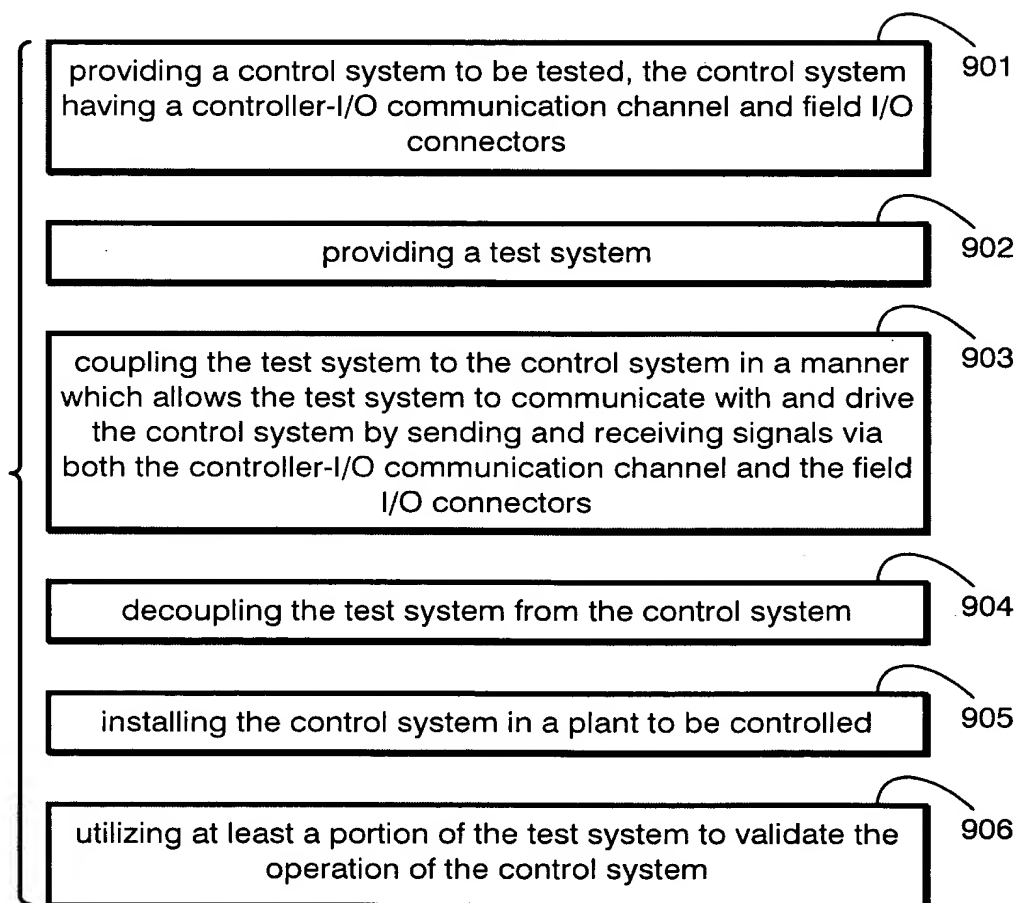 providing a control system to be tested, the control system
having a controller-I/O communication channel and field I/O
connectors
901
providing a test system
902
coupling the test system to the control system in a manner
which allows the test system to communicate with and drive
the control system by sending and receiving signals via
both the controller-I/O communication channel and the field
I/O connectors
903
decoupling the test system from the control system
904
installing the control system in a plant to be controlled
905
utilizing at least a portion of the test system to validate the
operation of the control system
906